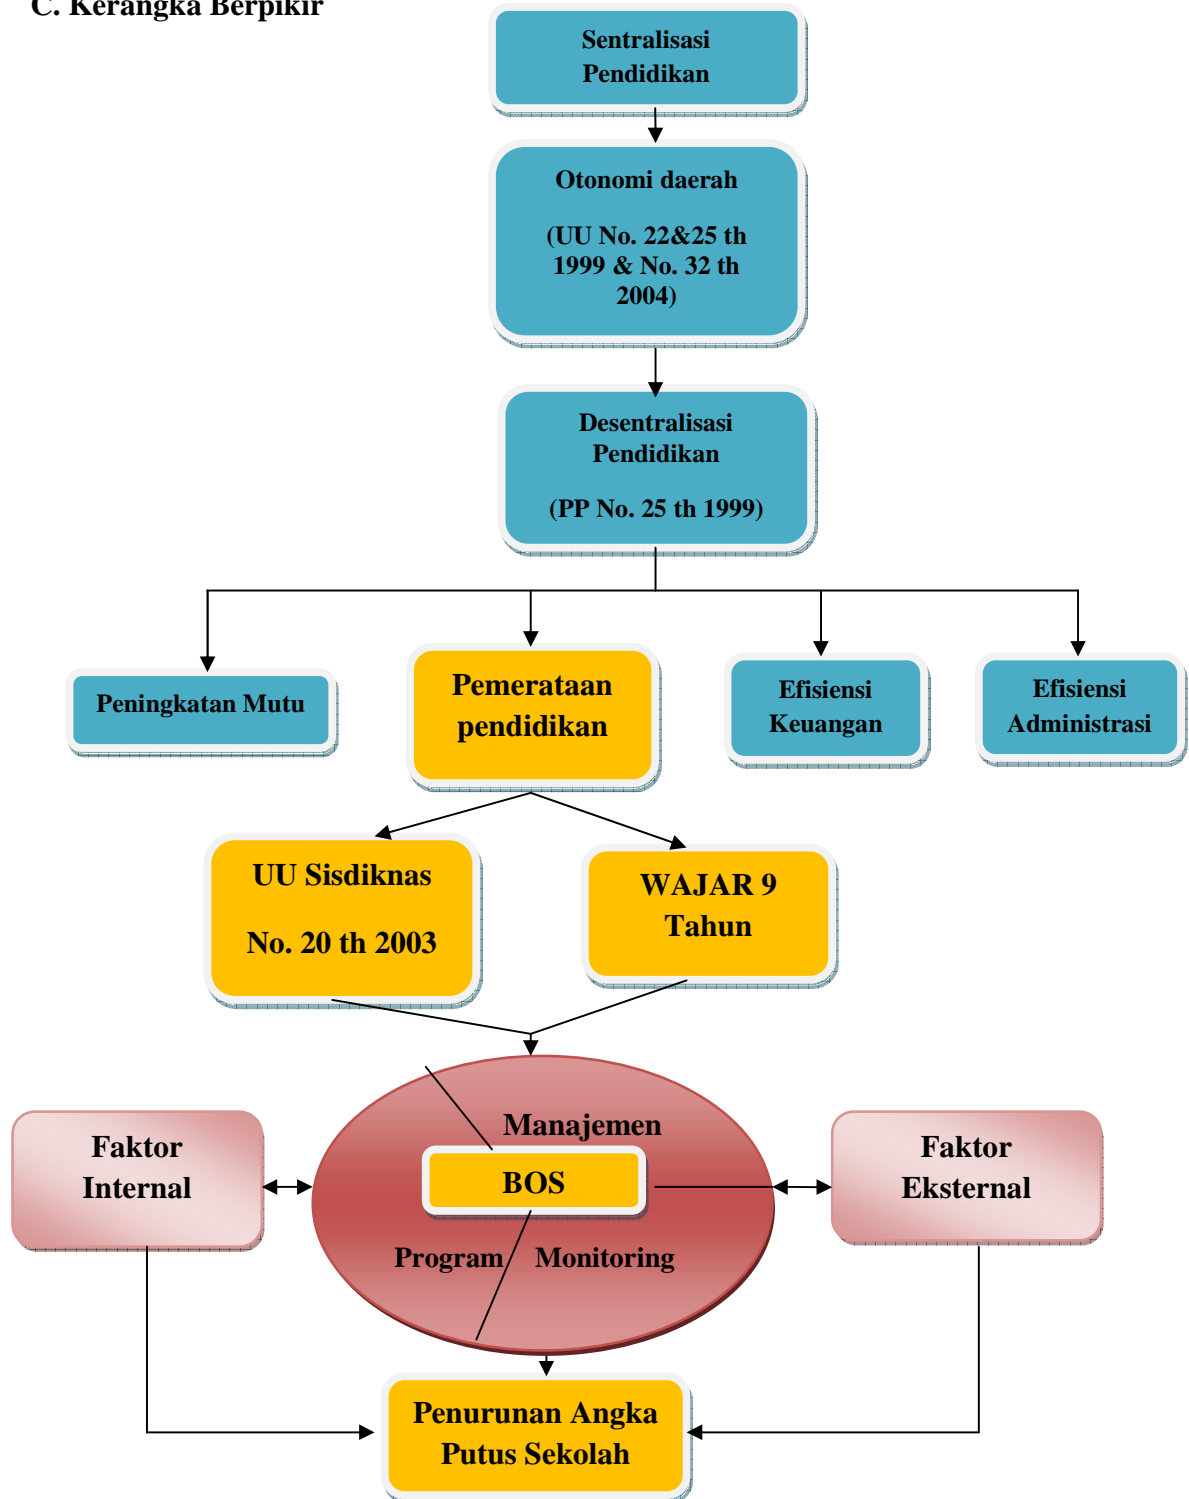 C. Kerangka Berpikir
Sentralisasi
Pendidikan
Otonomi daerah
(UU No. 22&25 th
1999 & No. 32 th
2004)
Desentralisasi
Pendidikan
(PP No. 25 th 1999)
Peningkatan Mutu
Pemerataan
pendidikan
Efisiensi
Keuangan
Efisiensi
Administrasi
UU Sisdiknas
No. 20 th 2003
WAJAR 9
Tahun
Faktor
Internal
Manajemen
BOS
Program
Monitoring
Faktor
Eksternal
Penurunan Angka
Putus Sekolah